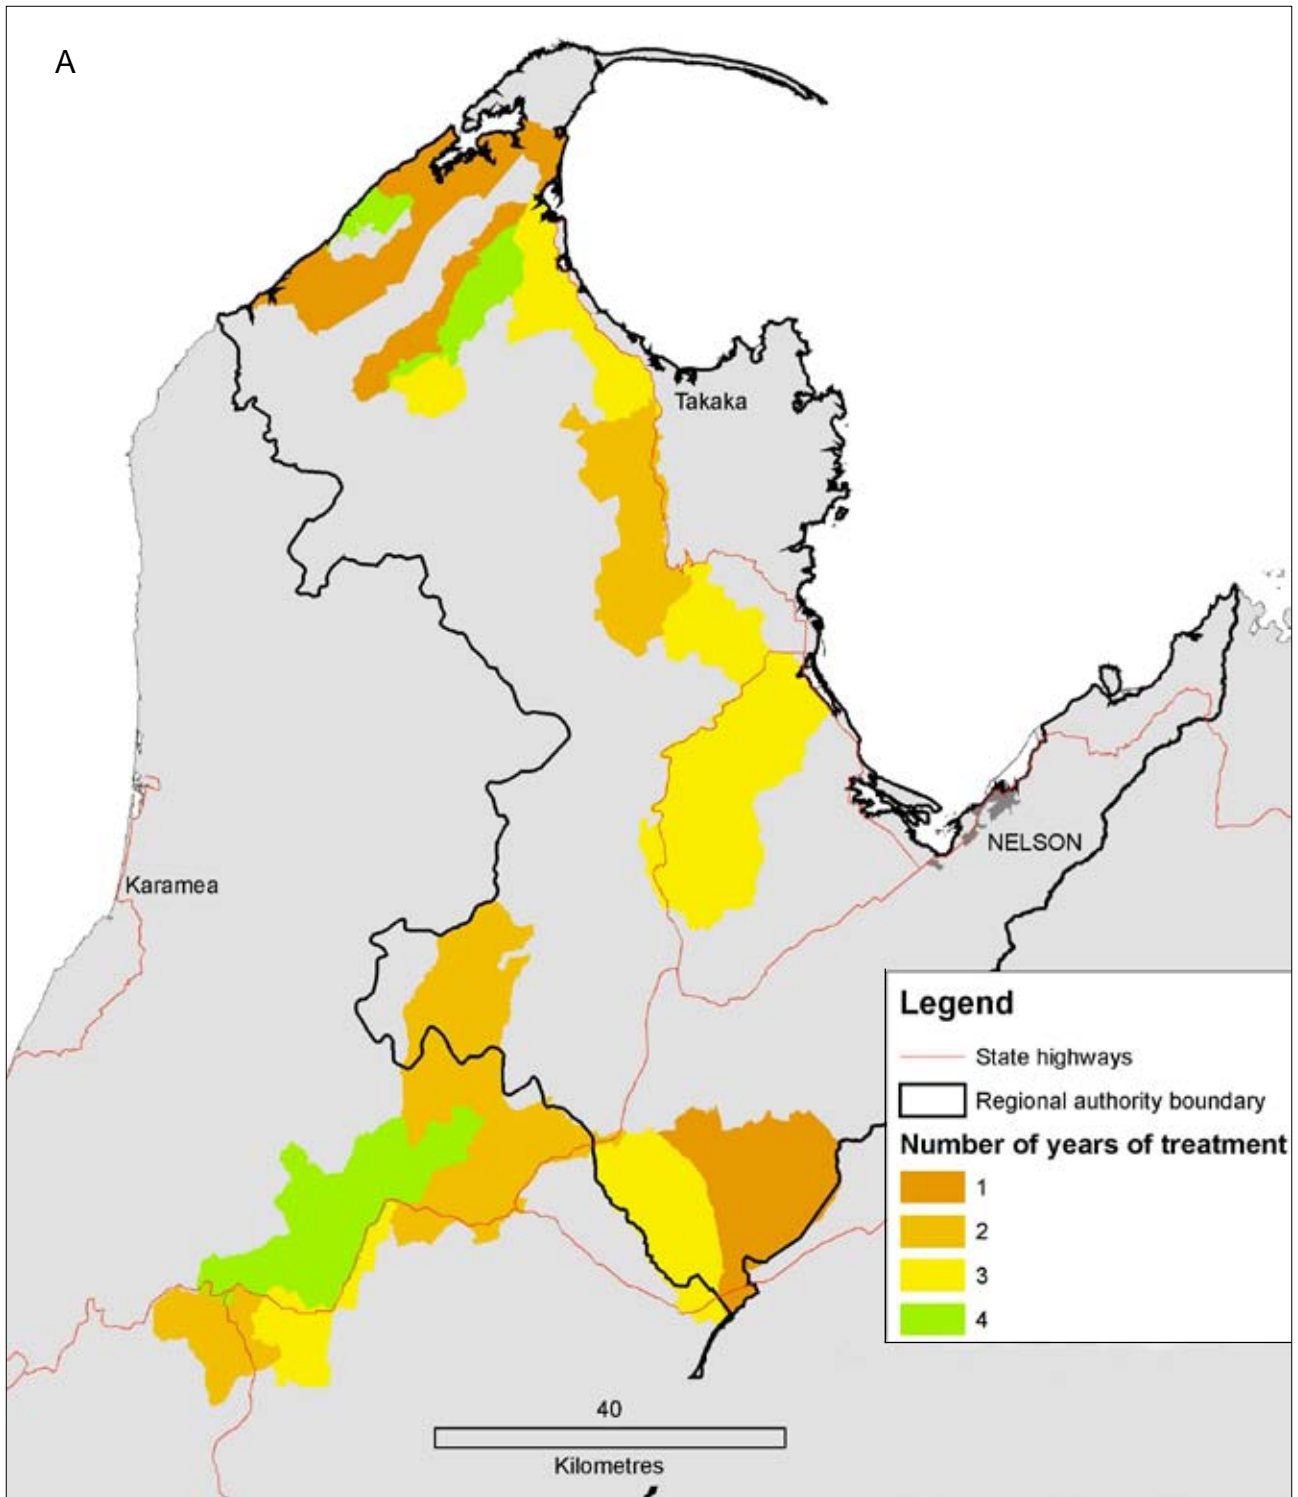 A
Takaka
NELSON
Karamea
Legend
State highways
Regional authority boundary
Number of years of treatment
1
2
3
4
40
Kilometres